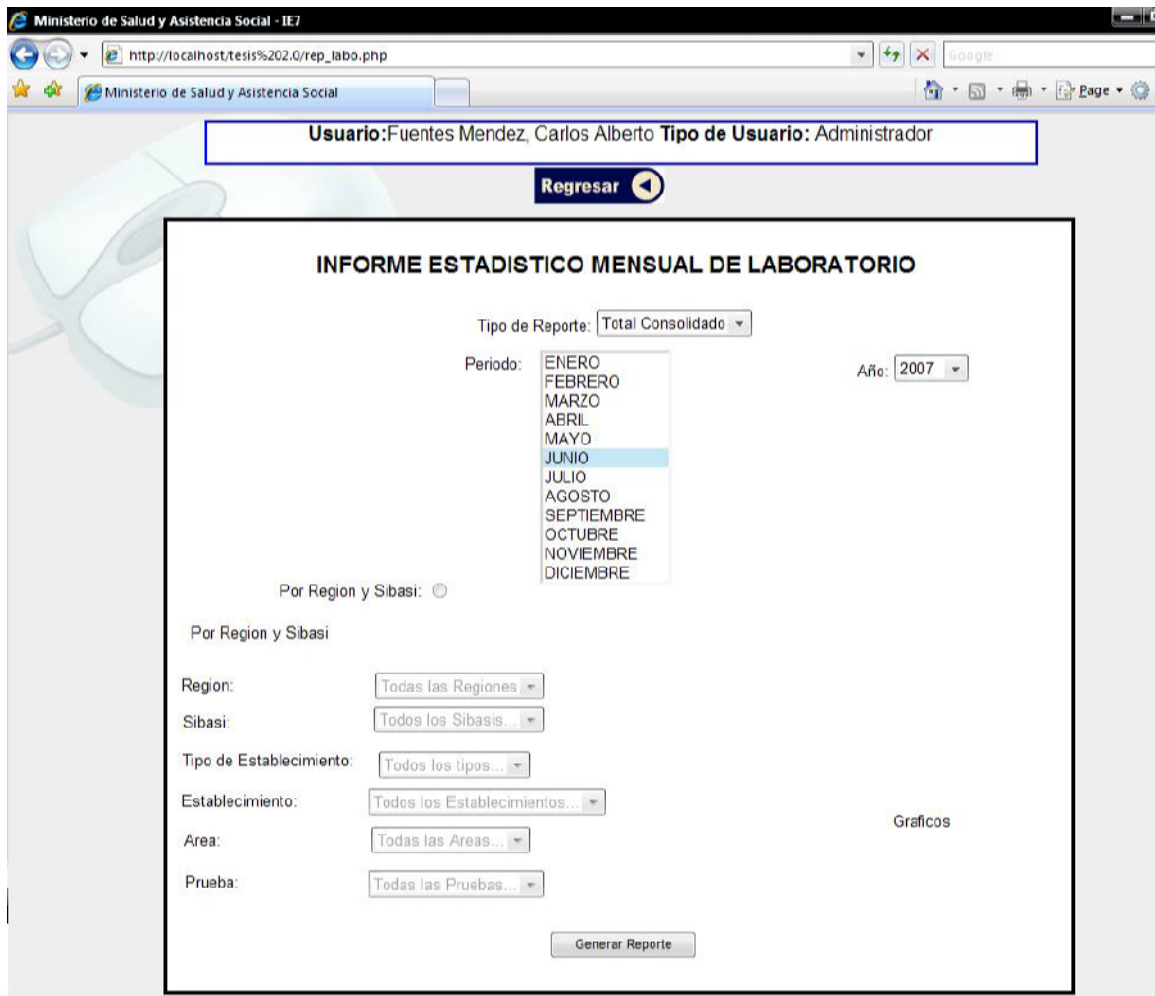 Ministerio de Salud y Asistencia Social - IE7
http://localhost/tesis%202.0/rep_labo.php
Google
Ministerio de Salud y Asistencia Social
Page
Usuario:Fuentes Mendez, Carlos Alberto Tipo de Usuario: Administrador
Regresar
INFORME ESTADISTICO MENSUAL DE LABORATORIO
Tipo de Reporte: Total Consolidado
Periodo:
Año: 2007
ENERO
FEBRERO
MARZO
ABRIL
MAYO
JUNIO
JULIO
AGOSTO
SEPTIEMBRE
OCTUBRE
NOVIEMBRE
DICIEMBRE
Por Region y Sibasi:
Por Region y Sibasi
Region: Todas las Regiones
Sibasi: Todos los Sibasis...
Tipo de Establecimiento: Todos los tipos...
Establecimiento: Todos los Establecimientos...
Graficos
Area: Todas las Areas...
Prueba: Todas las Pruebas...
Generar Reporte